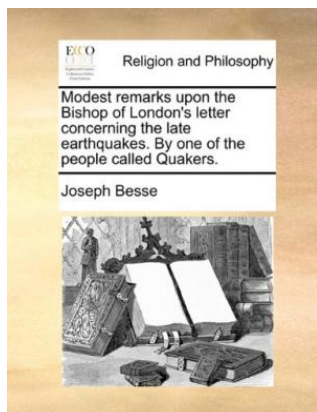 ECCO
Religion and Philosophy
Modest remarks upon the
Bishop of London's letter
concerning the late
earthquakes. By one of the
people called Quakers.
Joseph Besse